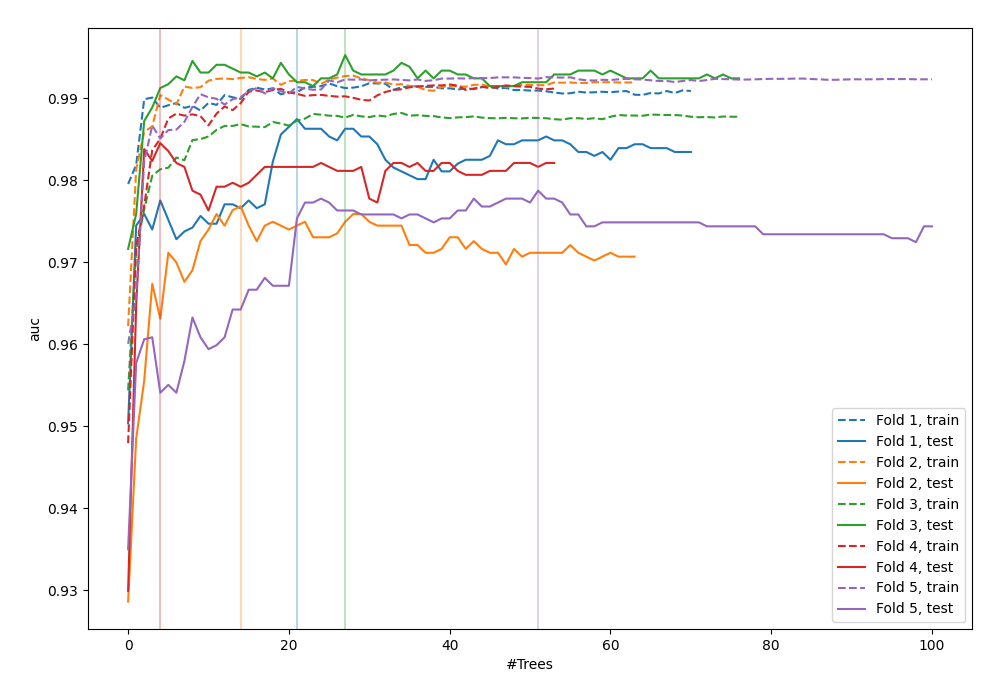 auc
0.99
0.98
0.97
0.96
0.95
0.94
0.93
0 20 40 60 80 100
#Trees
Fold 1, train
Fold 1, test
Fold 2, train
Fold 2, test
Fold 3, train
Fold 3, test
Fold 4, train
Fold 4, test
Fold 5, train
Fold 5, test